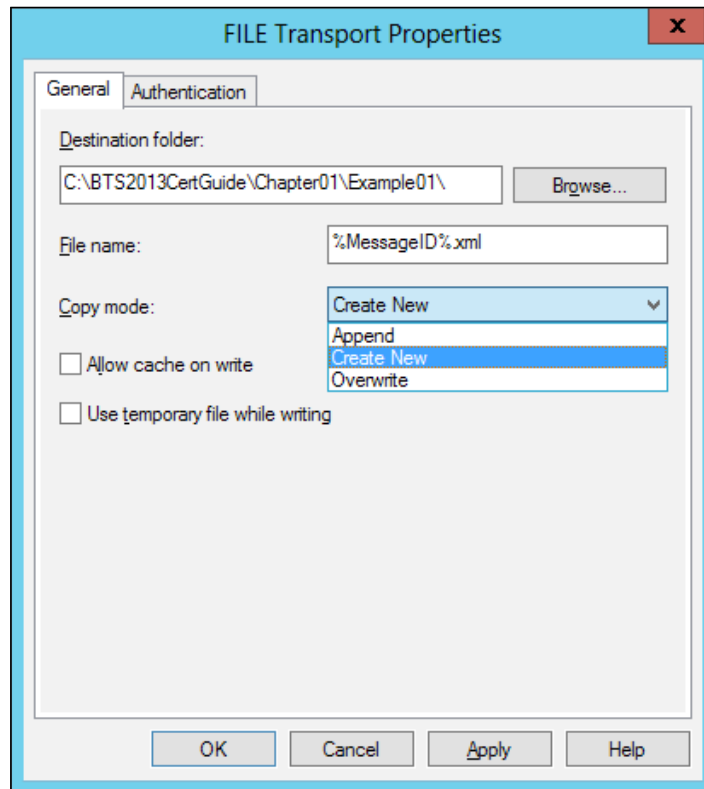 FILE Transport Properties
x
General Authentication
Destination folder:
C:\BTS2013CertGuide\Chapter01\Example01\ Browse...
File name: %MessageID%.xml
Copy mode: Create New
Append
Allow cache on write Create New
Overwrite
Use temporary file while writing
OK Cancel Apply Help